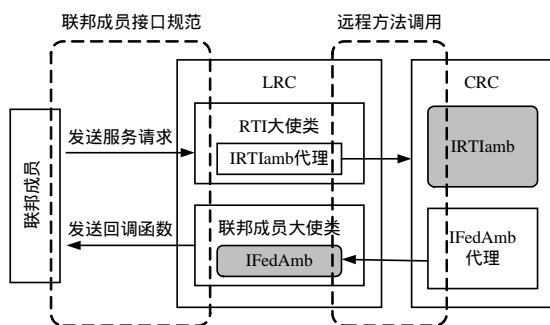 联邦成员接口规范
远程方法调用
LRC
CRC
联邦成员
发送服务请求
RTI大使类
IRTIamb代理
IRTIamb
发送回调函数
联邦成员大使类
IFedAmb
IFedAmb
代理